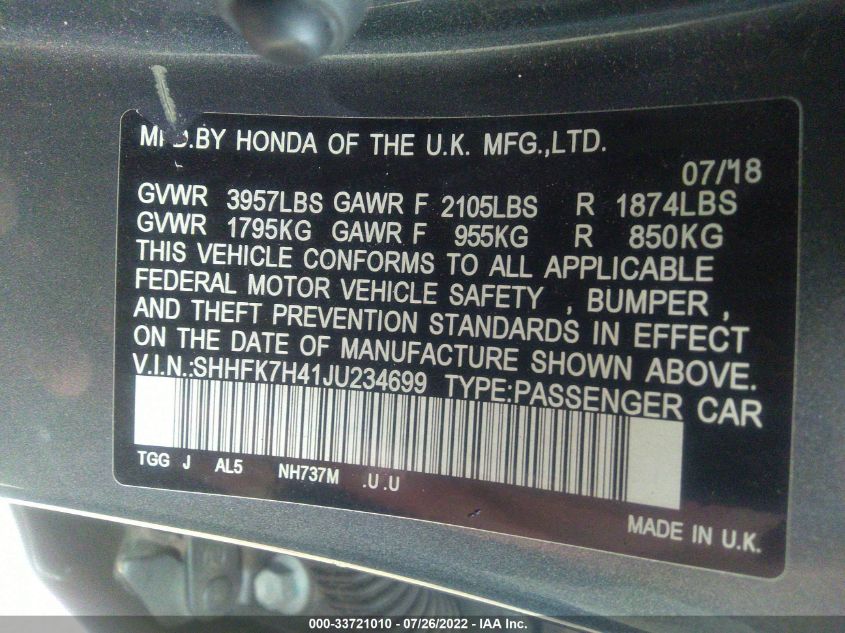 MFD.BY HONDA OF THE U.K. MFG.,LTD.
07/18
GVWR 3957LBS GAWR F 2105LBS R 1874LBS
GVWR 1795KG GAWR F 955KG R 850KG
THIS VEHICLE CONFORMS TO ALL APPLICABLE
FEDERAL MOTOR VEHICLE SAFETY , BUMPER ,
AND THEFT PREVENTION STANDARDS IN EFFECT
ON THE DATE OF MANUFACTURE SHOWN ABOVE.
V.I.N.:SHHFK7H41JU234699 TYPE:PASSENGER CAR
TGG J AL5 NH737M .U .U
MADE IN U.K.
000-33721010 - 07/26/2022 - IAA Inc.